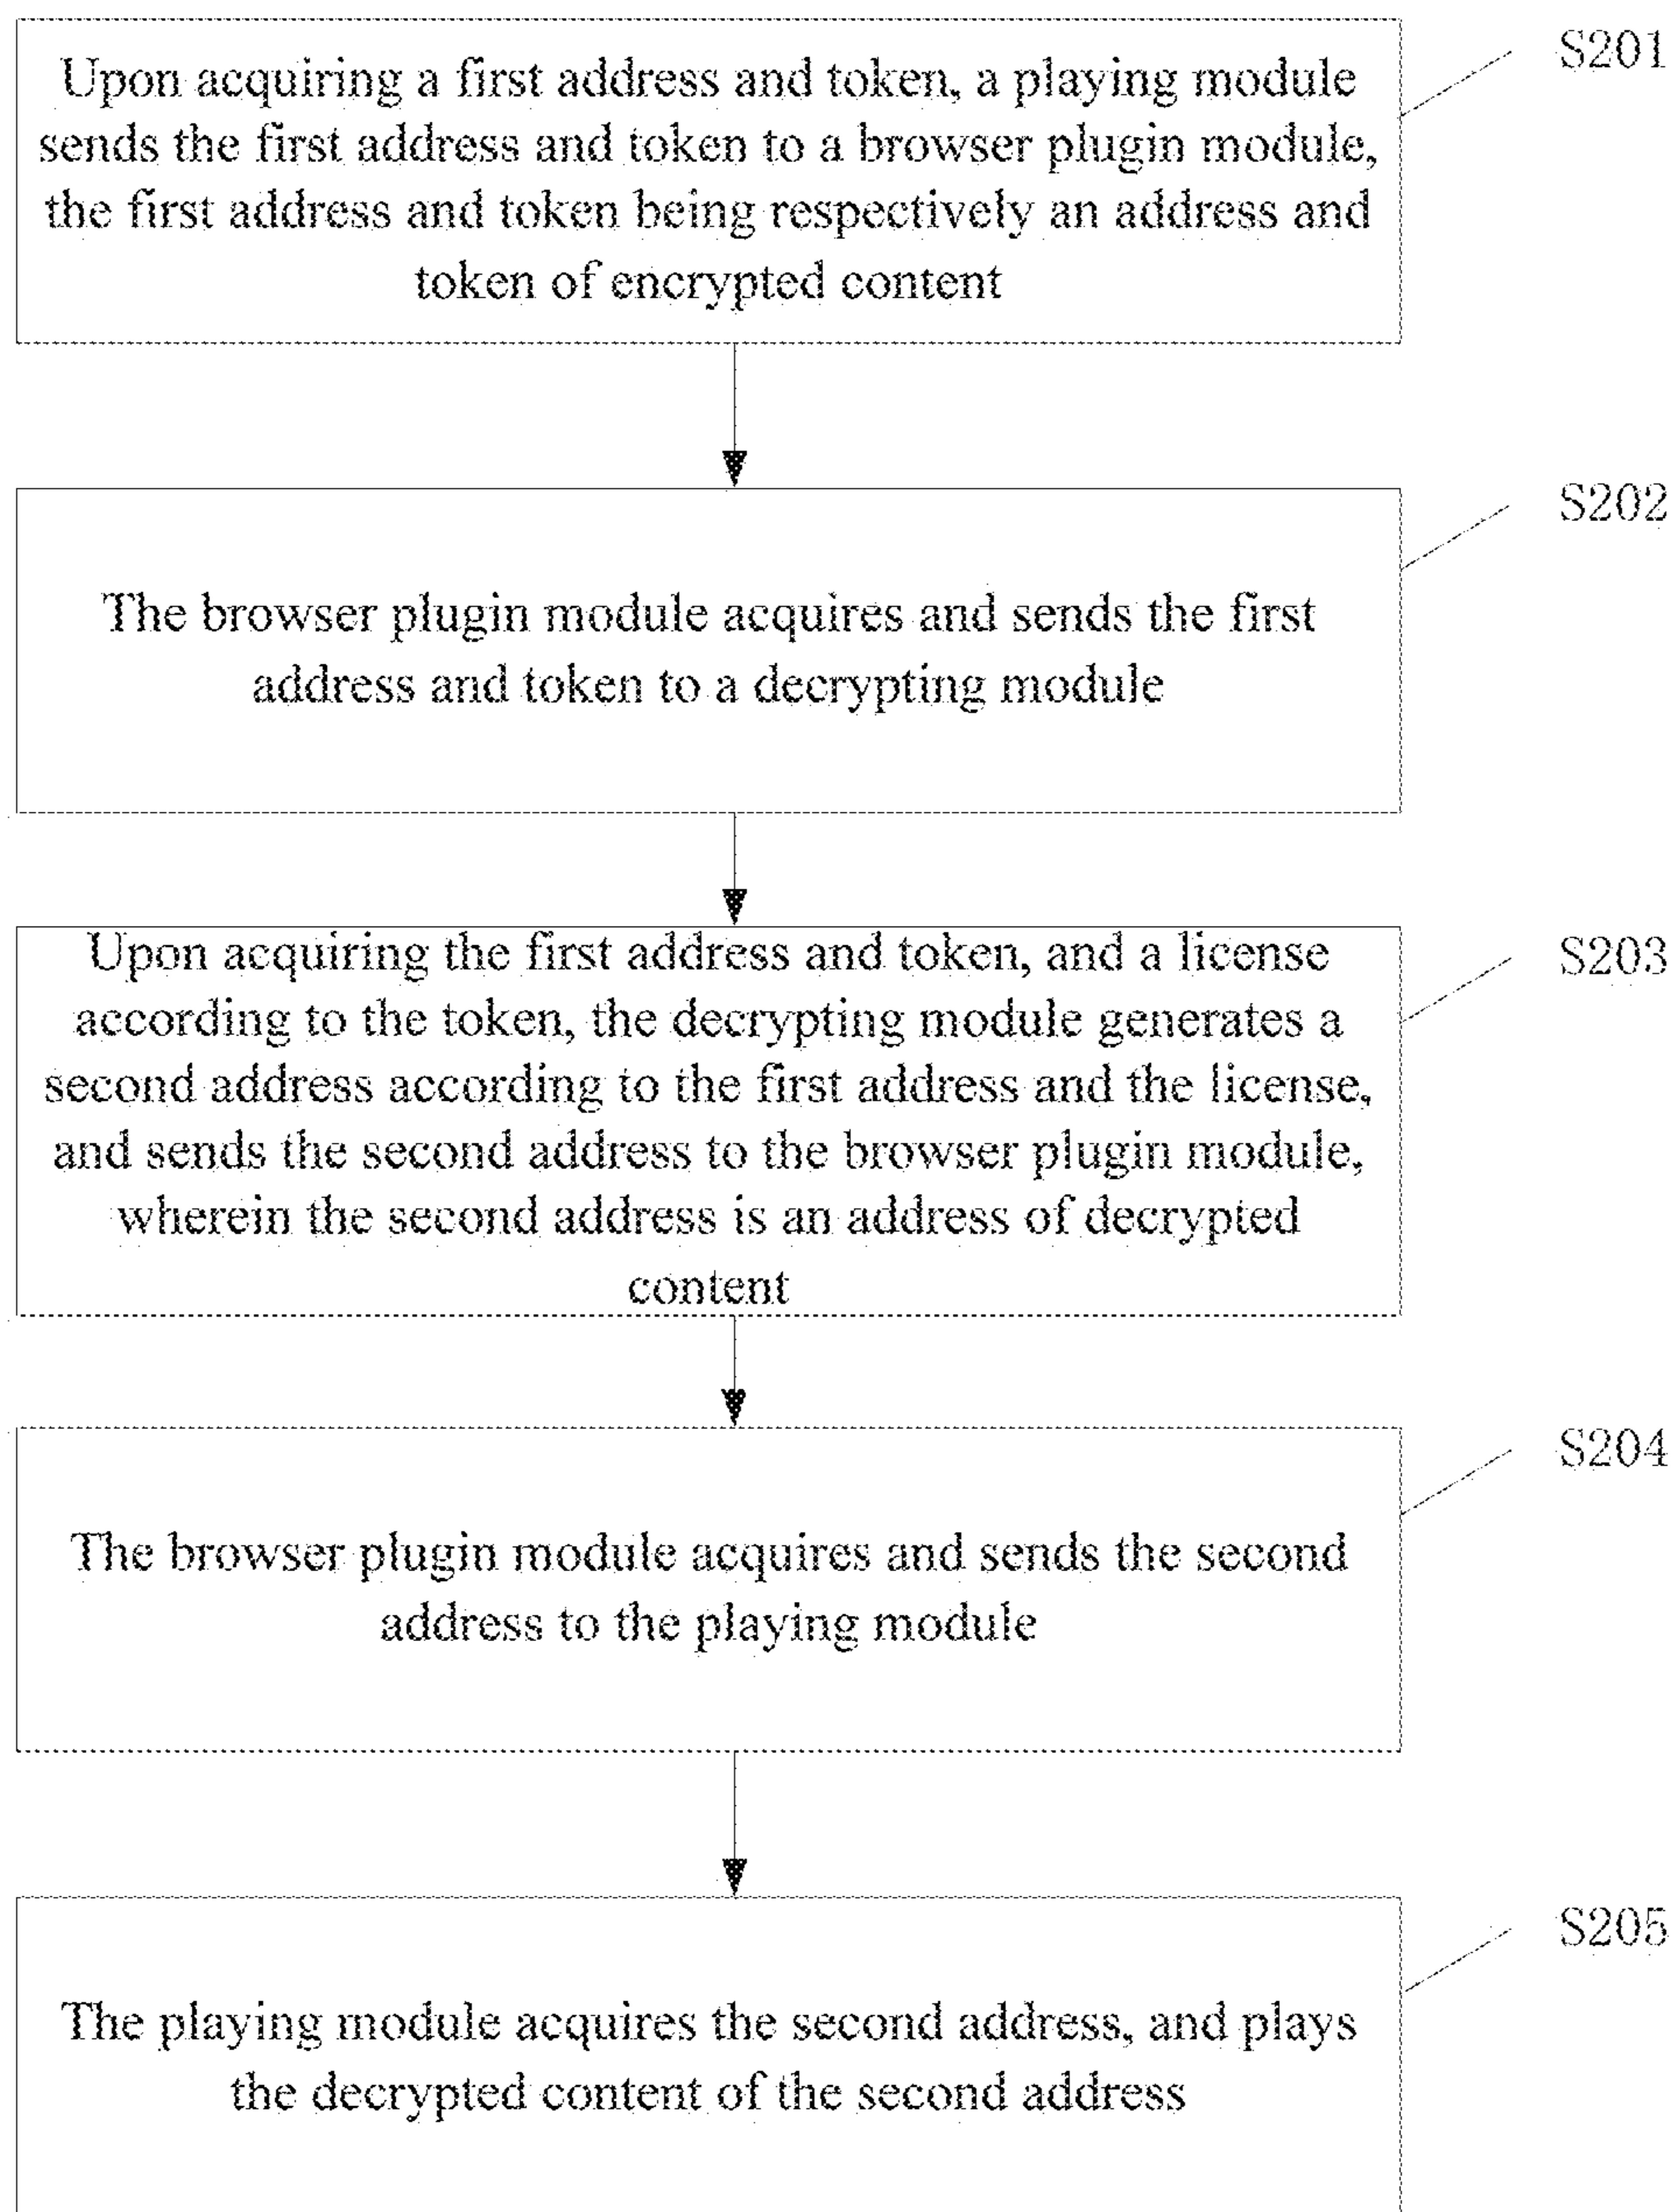 Upon acquiring a first address and token, a playing module
sends the first address and token to a browser plugin module,
the first address and token being respectively an address and
token of encrypted content
S201
The browser plugin module acquires and sends the first
address and token to a decrypting module
S202
Upon acquiring the first address and token, and a license
according to the token, the decrypting module generates a
second address according to the first address and the license,
and sends the second address to the browser plugin module,
wherein the second address is an address of decrypted
content
S203
The browser plugin module acquires and sends the second
address to the playing module
S204
The playing module acquires the second address, and plays
the decrypted content of the second address
S205